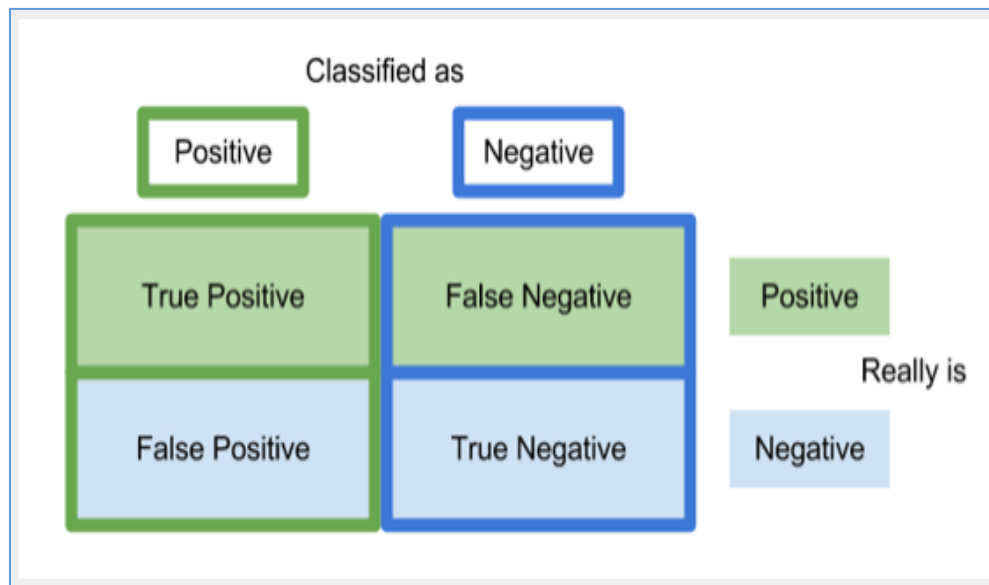 Classified as
Positive
Negative
True Positive
False Negative
Positive
Really is
False Positive
True Negative
Negative